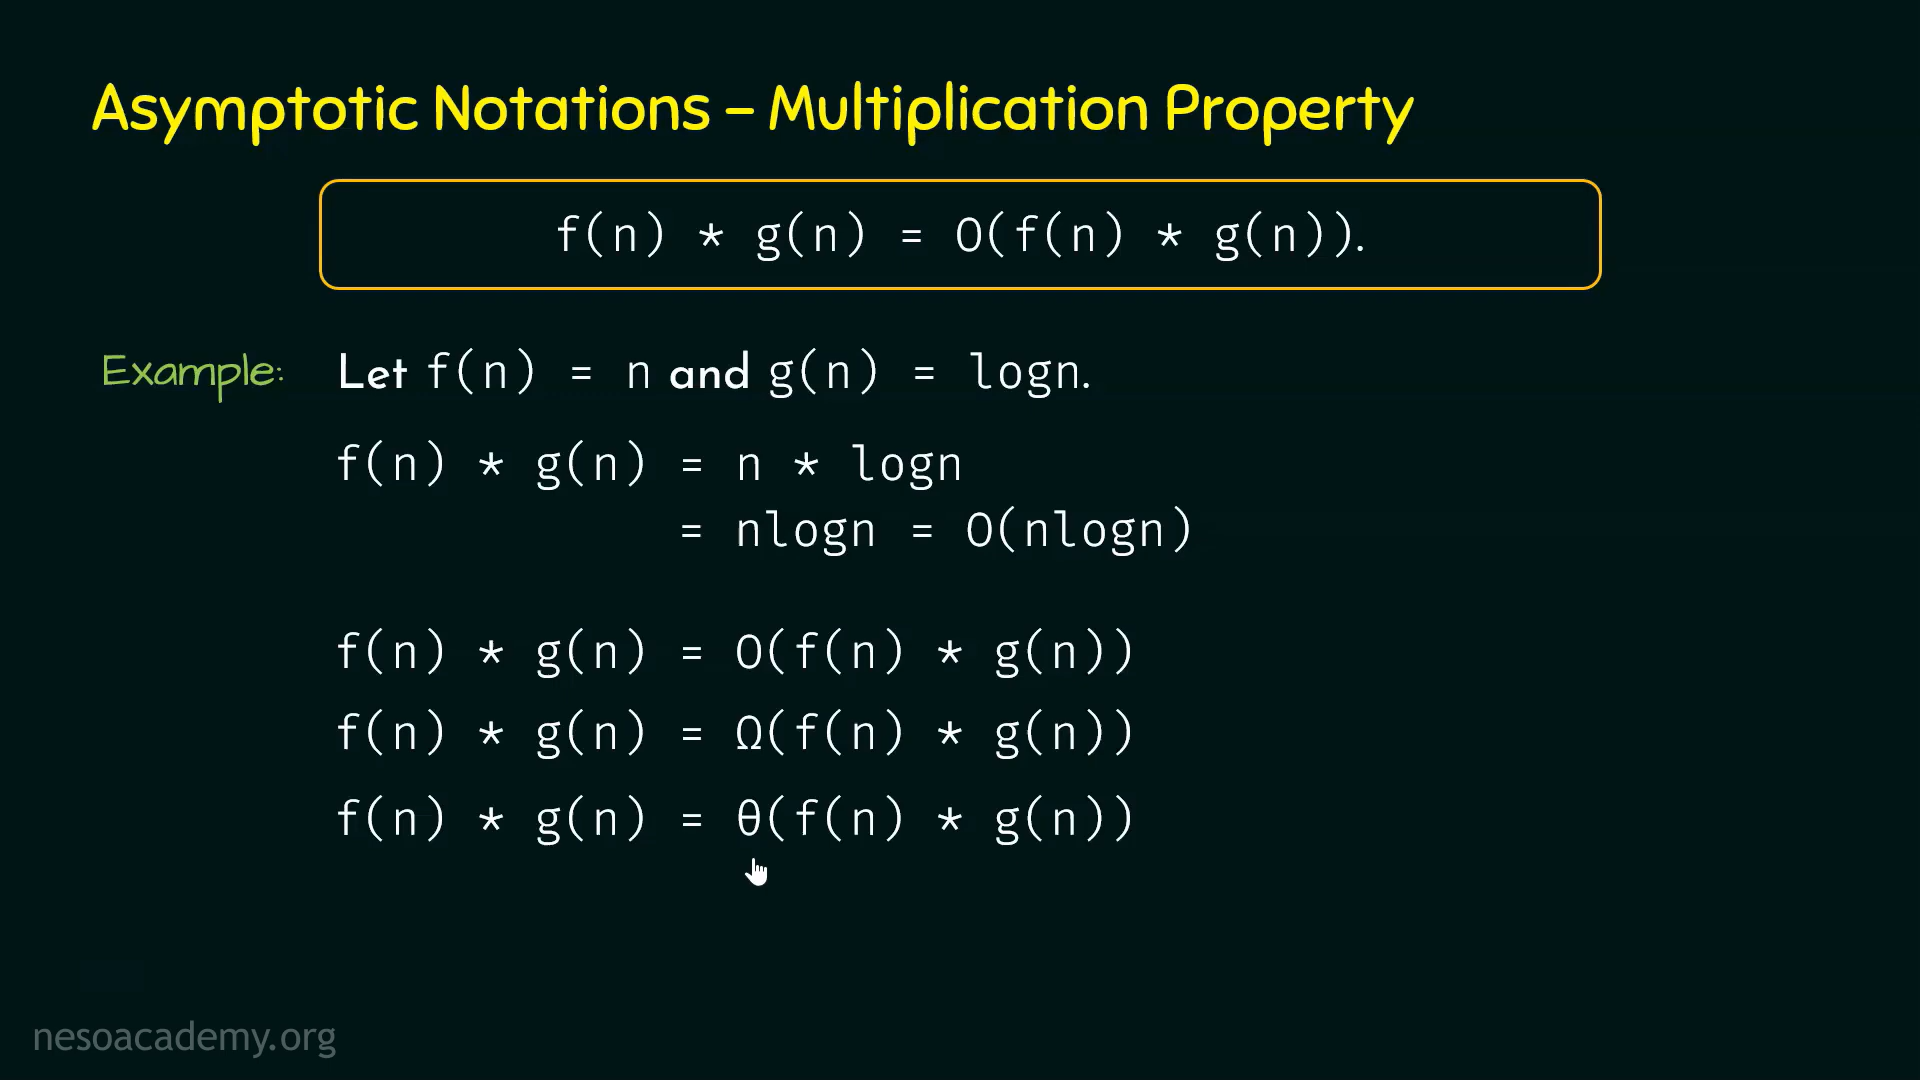 Asymptotic Notations – Multiplication Property
f(n) * g(n) = O(f(n) * g(n)).
Example: Let f(n) = n and g(n) = logn.
f(n) * g(n) = n * logn
= nlogn = O(nlogn)
f(n) * g(n) = O(f(n) * g(n))
f(n) * g(n) = Ω(f(n) * g(n))
f(n) * g(n) = θ(f(n) * g(n))
nesoacademy.org